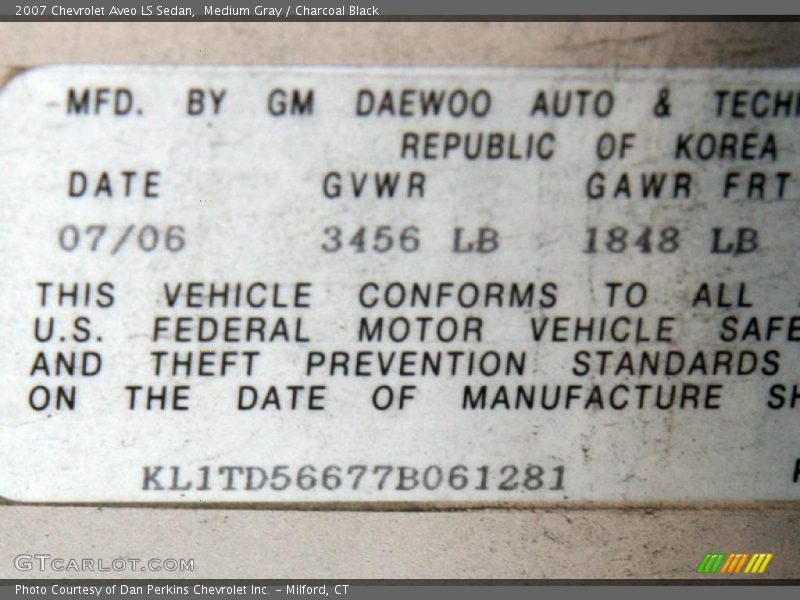 2007 Chevrolet Aveo LS Sedan, Medium Gray / Charcoal Black
MFD. BY GM DAEWOO AUTO &
REPUBLIC OF KOREA
DATE GVWR GAWR FRT
07/06 3456 LB 1848 LB
THIS VEHICLE CONFORMS TO ALL
U.S. FEDERAL MOTOR VEHICLE
AND THEFT PREVENTION STANDARDS
ON THE DATE OF MANUFACTURE
KL1TD56677B061281
GTCARLOT.COM
Photo Courtesy of Dan Perkins Chevrolet Inc. - Milford, CT